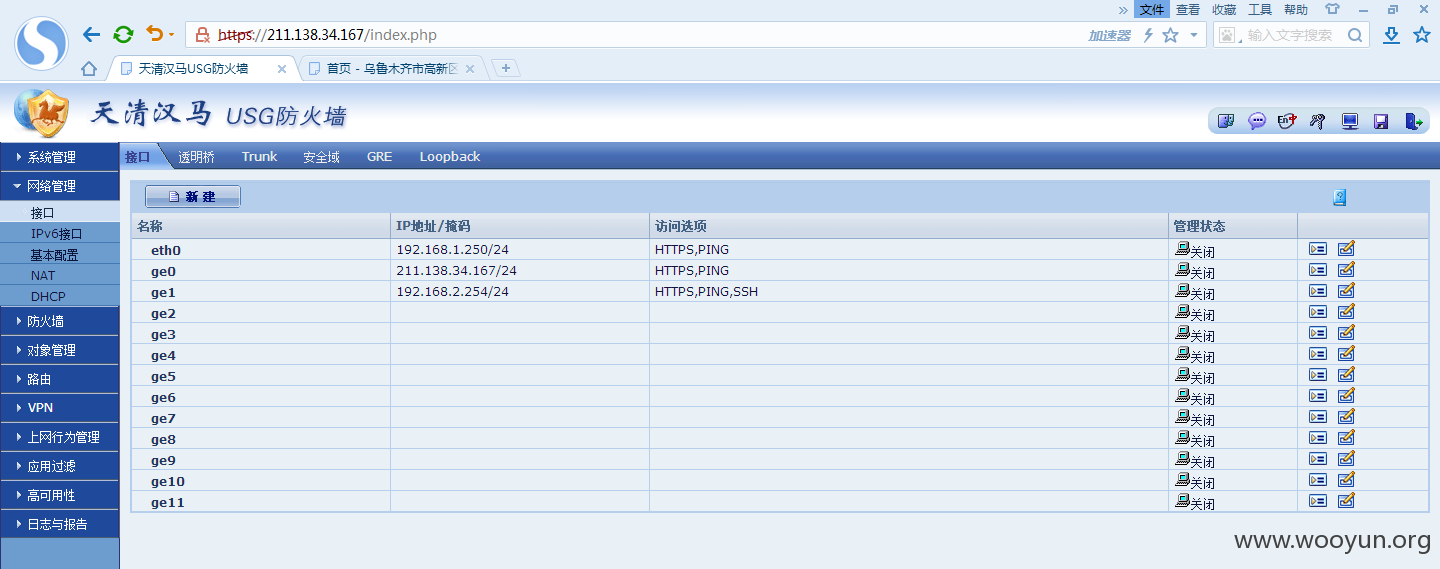 » 文件 查看 收藏 工具 帮助
https://211.138.34.167/index.php 加速器 输入文字搜索
天清汉马USG防火墙 首页 - 乌鲁木齐市高新区
天清汉马 USG防火墙
En
系统管理
网络管理
接口
IPv6接口
基本配置
NAT
DHCP
防火墙
对象管理
路由
VPN
上网行为管理
应用过滤
高可用性
日志与报告
接口 透明桥 Trunk 安全域 GRE Loopback
新 建
名称 IP地址/掩码 访问选项 管理状态
eth0 192.168.1.250/24 HTTPS,PING 关闭
ge0 211.138.34.167/24 HTTPS,PING 关闭
ge1 192.168.2.254/24 HTTPS,PING,SSH 关闭
ge2 关闭
ge3 关闭
ge4 关闭
ge5 关闭
ge6 关闭
ge7 关闭
ge8 关闭
ge9 关闭
ge10 关闭
ge11 关闭
www.wooyun.org